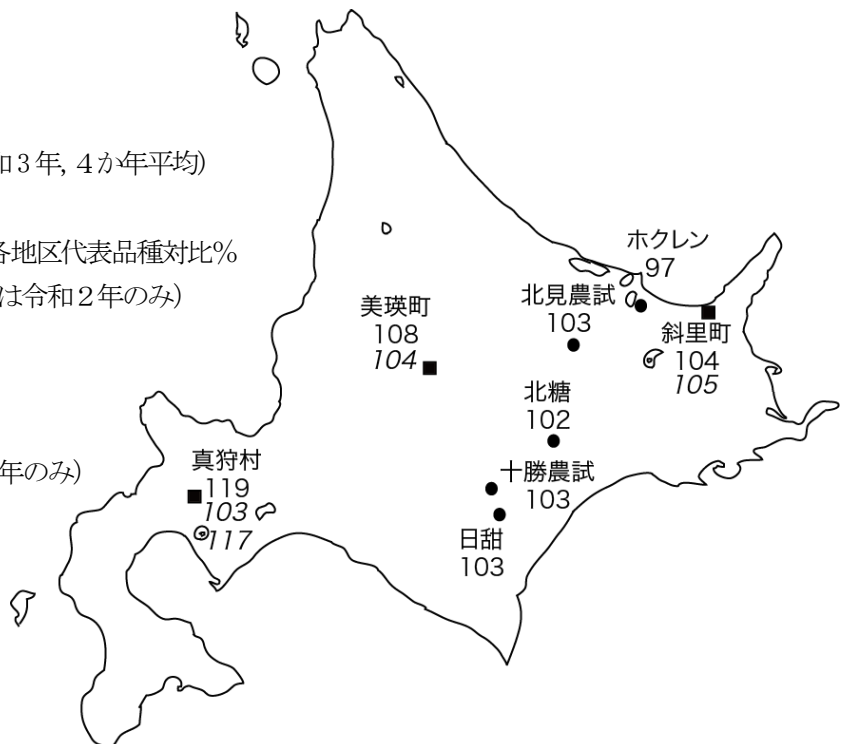 和3年, 4か年平均)
各地区代表品種対比%
は令和2年のみ)
年のみ)
ホクレン
97
北見農試
103
斜里町
104
105
美瑛町
108
104
北糖
102
十勝農試
103
日甜
103
真狩村
119
103
117